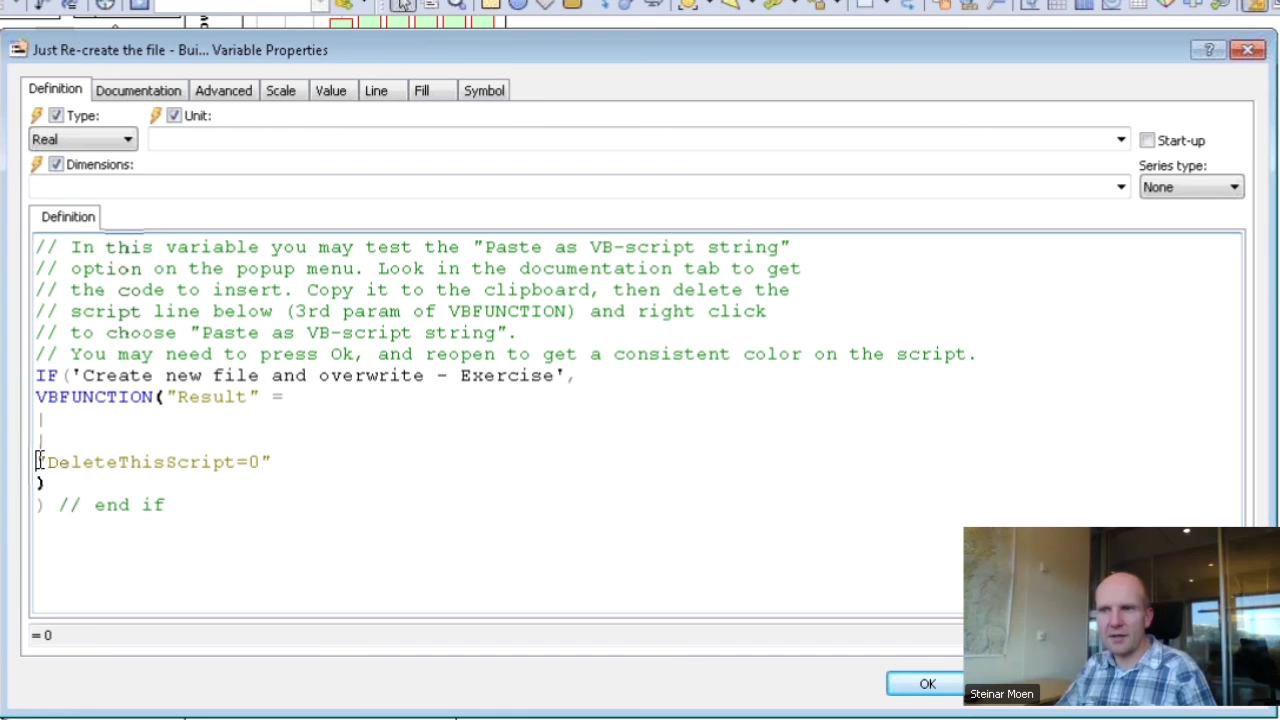 Just Re-create the file - Bui... Variable Properties
Definition Documentation Advanced Scale Value Line Fill Symbol
Type: Unit:
Real Start-up
Dimensions: Series type:
None
Definition
// In this variable you may test the "Paste as VB-script string"
// option on the popup menu. Look in the documentation tab to get
// the code to insert. Copy it to the clipboard, then delete the
// script line below (3rd param of VBFUNCTION) and right click
// to choose "Paste as VB-script string".
// You may need to press Ok, and reopen to get a consistent color on the script.
IF('Create new file and overwrite - Exercise',
VBFUNCTION("Result" =
|
|
"DeleteThisScript=0"
)
) // end if
= 0
OK
Steinar Moen